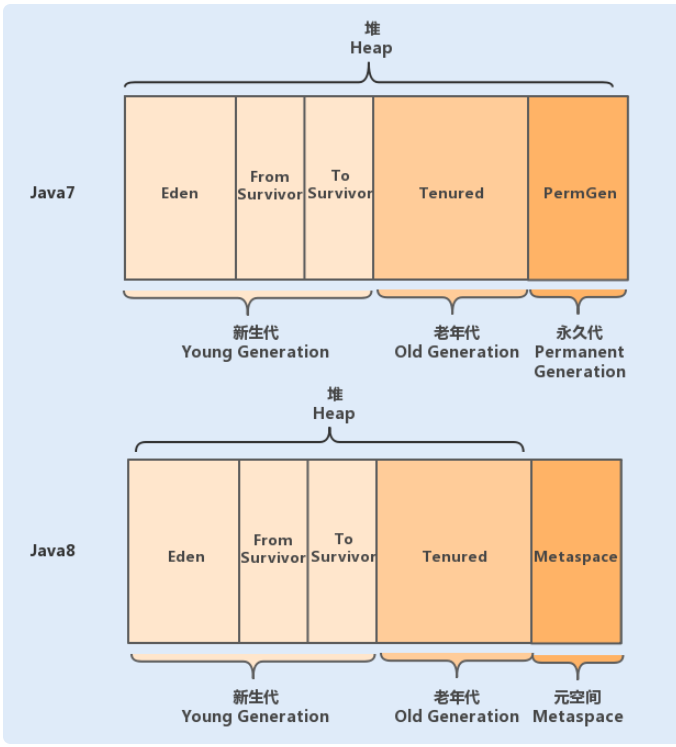 堆
Heap
Java7
Eden
From
Survivor
To
Survivor
Tenured
PermGen
新生代
Young Generation
老年代
Old Generation
永久代
Permanent
Generation
堆
Heap
Java8
Eden
From
Survivor
To
Survivor
Tenured
Metaspace
新生代
Young Generation
老年代
Old Generation
元空间
Metaspace